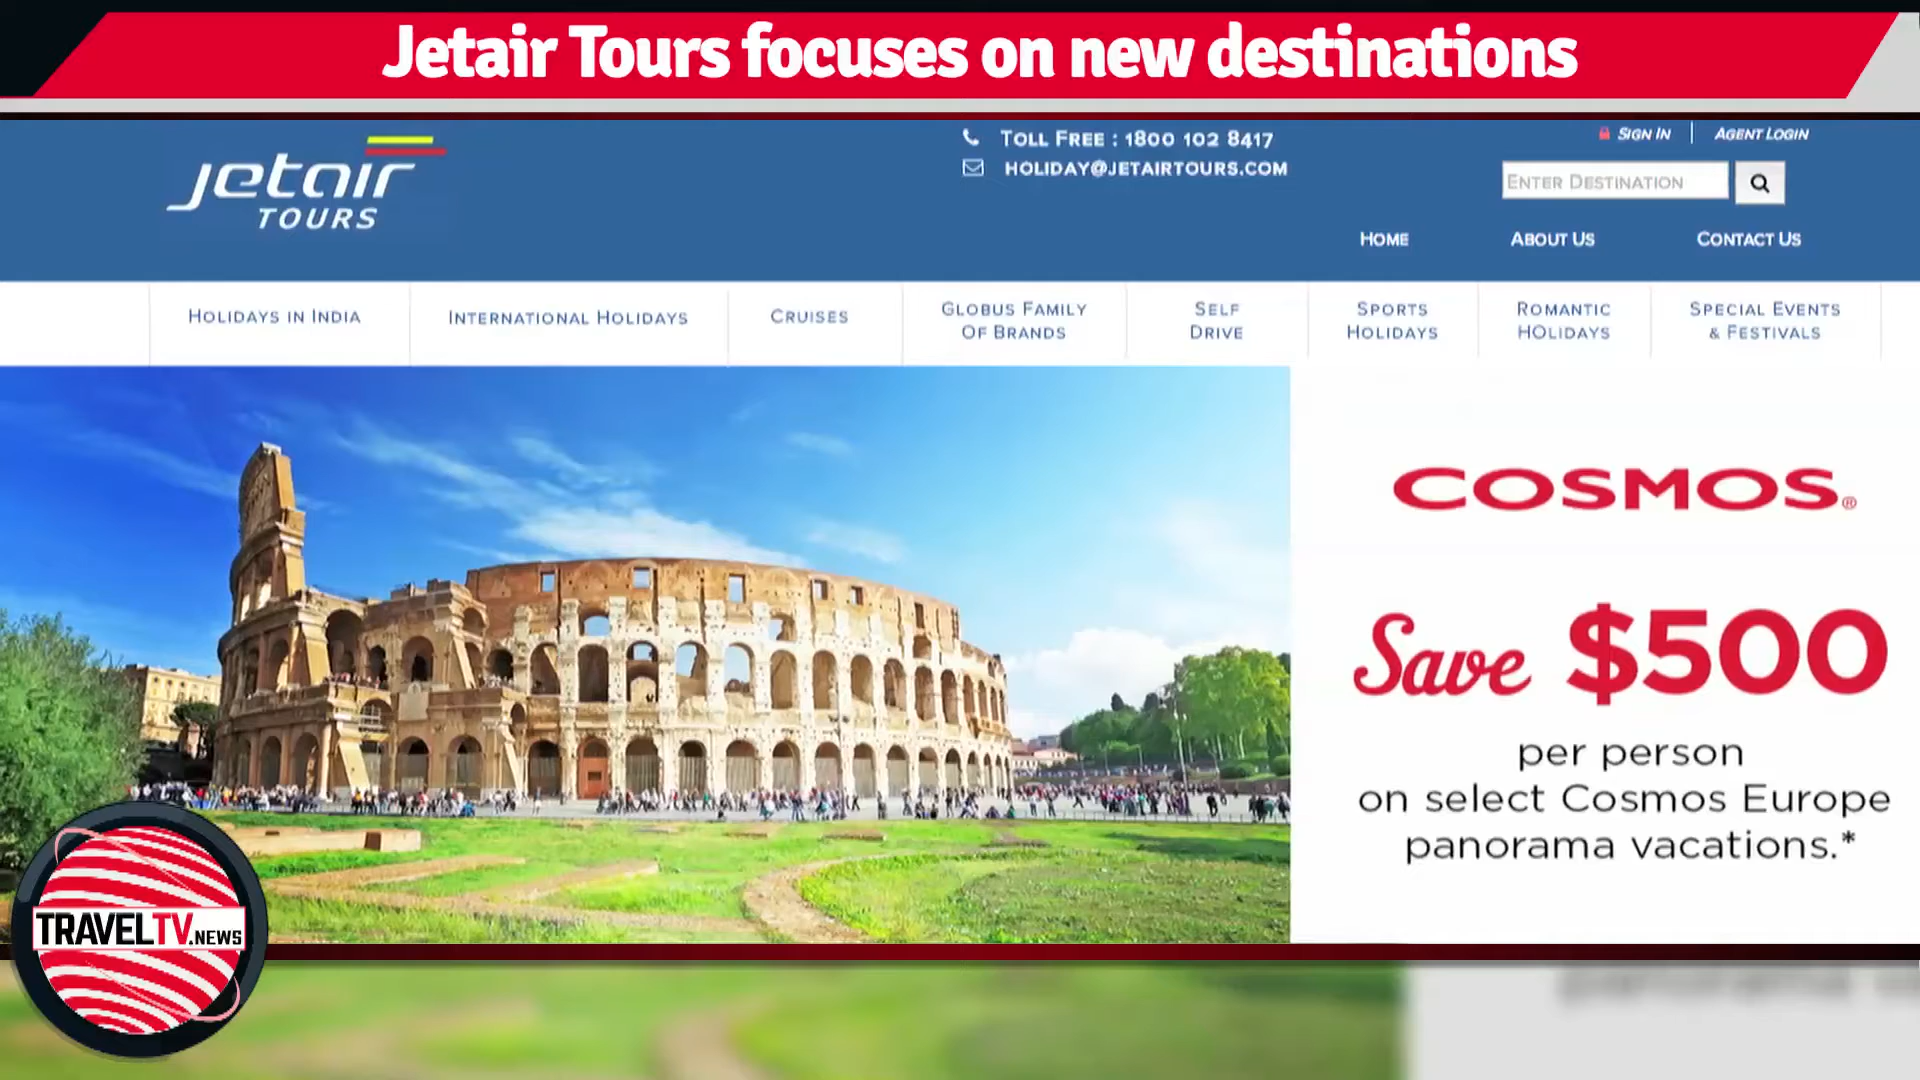 Jetair Tours focuses on new destinations
jetair
TOURS
TOLL FREE : 1800 102 8417
HOLIDAY@JETAIRTOURS.COM
SIGN IN
AGENT LOGIN
ENTER DESTINATION
HOME
ABOUT US
CONTACT US
HOLIDAYS IN INDIA
INTERNATIONAL HOLIDAYS
CRUISES
GLOBUS FAMILY
OF BRANDS
SELF
DRIVE
SPORTS
HOLIDAYS
ROMANTIC
HOLIDAYS
SPECIAL EVENTS
& FESTIVALS
COSMOS®
Save $500
per person
on select Cosmos Europe
panorama vacations.*
TRAVELTV.NEWS